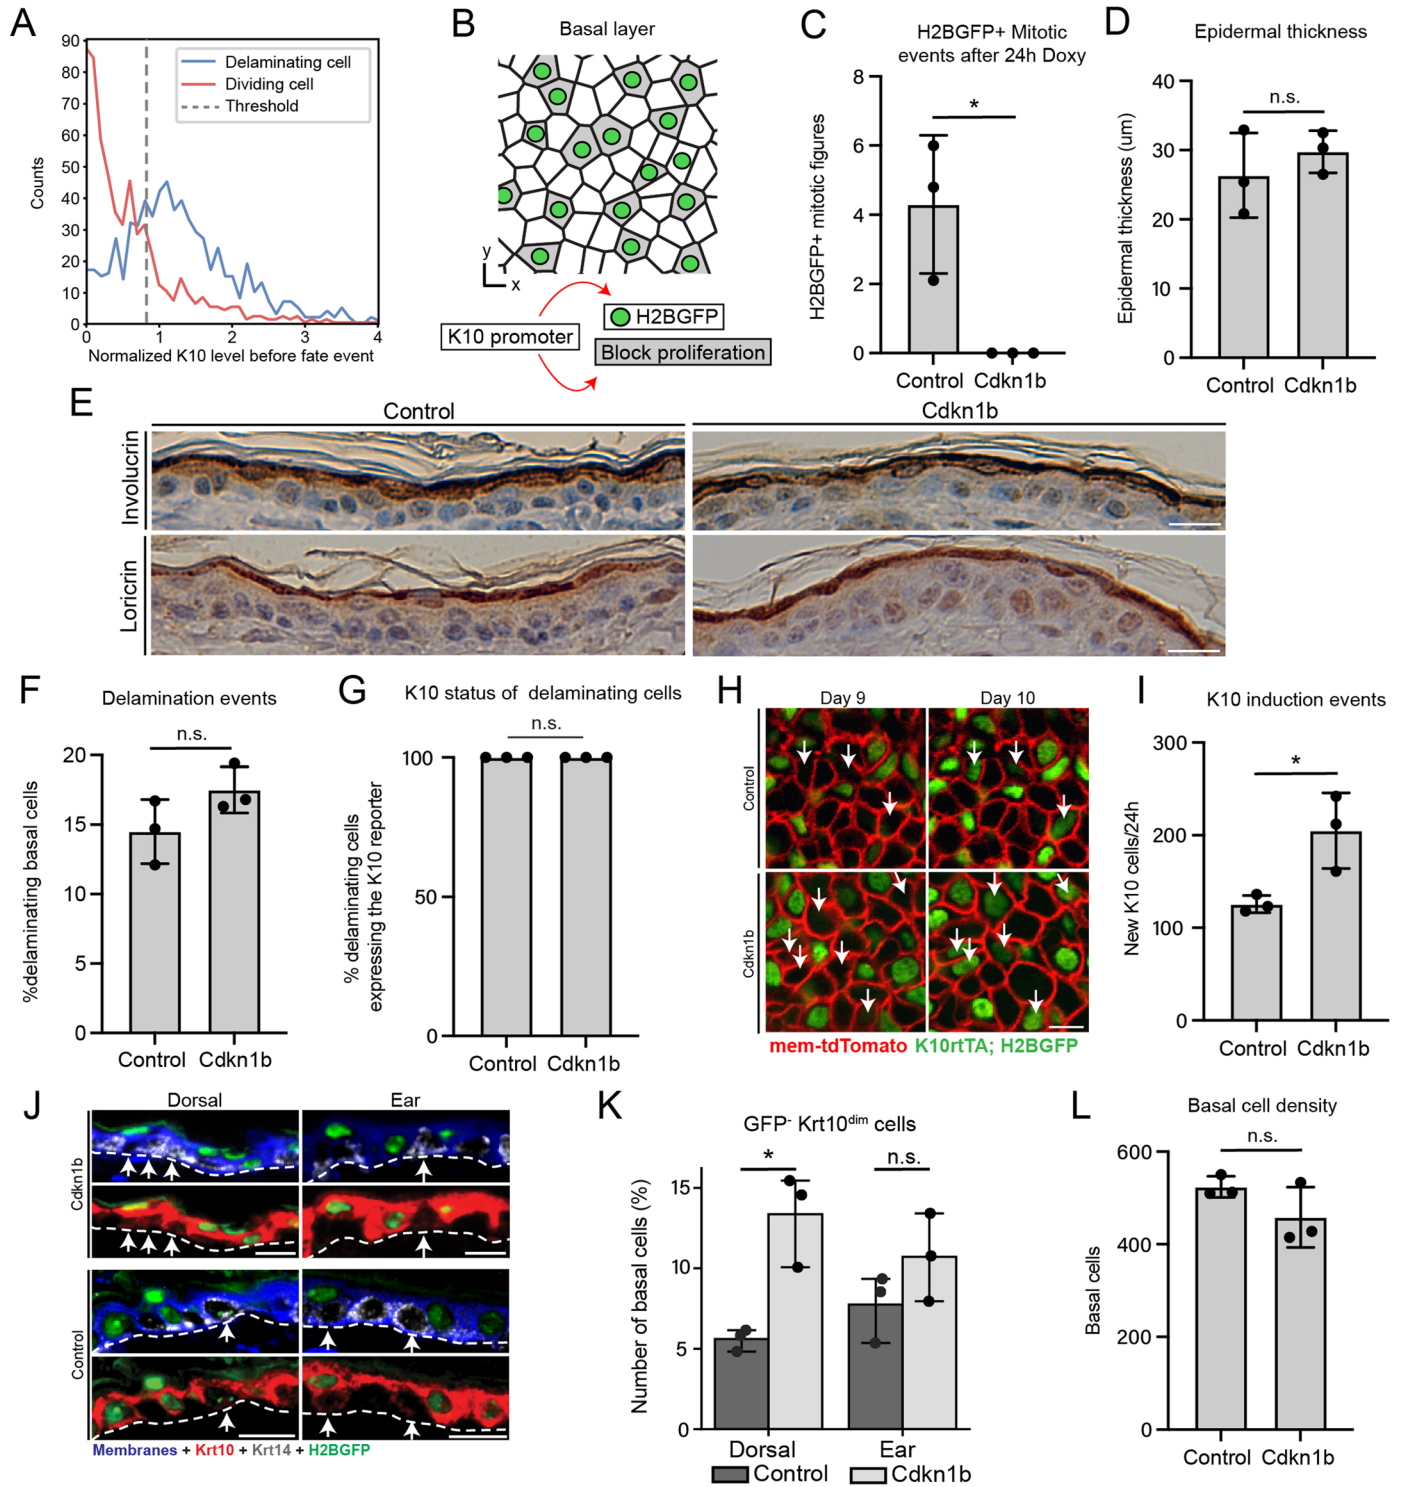 A
90
80
70
60
50
40
30
20
10
0
Counts
Delaminating cell
Dividing cell
Threshold
0 1 2 3 4
Normalized K10 level before fate event
B
Basal layer
y
x
K10 promoter
H2BGFP
Block proliferation
C
H2BGFP+ Mitotic
events after 24h Doxy
H2BGFP+ mitotic figures
8
6
4
2
0
*
Control Cdkn1b
D
Epidermal thickness
Epidermal thickness (um)
40
30
20
10
0
n.s.
Control Cdkn1b
E
Control
Cdkn1b
Involucrin
Loricrin
F
Delamination events
n.s.
%delaminating basal cells
20
15
10
5
0
Control Cdkn1b
G
K10 status of delaminating cells
n.s.
% delaminating cells
expressing the K10 reporter
100
50
0
Control Cdkn1b
H
Day 9
Day 10
Control
Cdkn1b
mem-tdTomato K10rtTA; H2BGFP
I
K10 induction events
*
New K10 cells/24h
300
200
100
0
Control Cdkn1b
J
Dorsal
Ear
Cdkn1b
Control
Membranes + Krt10 + Krt14 + H2BGFP
K
GFP- Krt10dim cells
*
n.s.
Number of basal cells (%)
15
10
5
0
Dorsal
Ear
Control
Cdkn1b
L
Basal cell density
n.s.
Basal cells
600
400
200
0
Control Cdkn1b